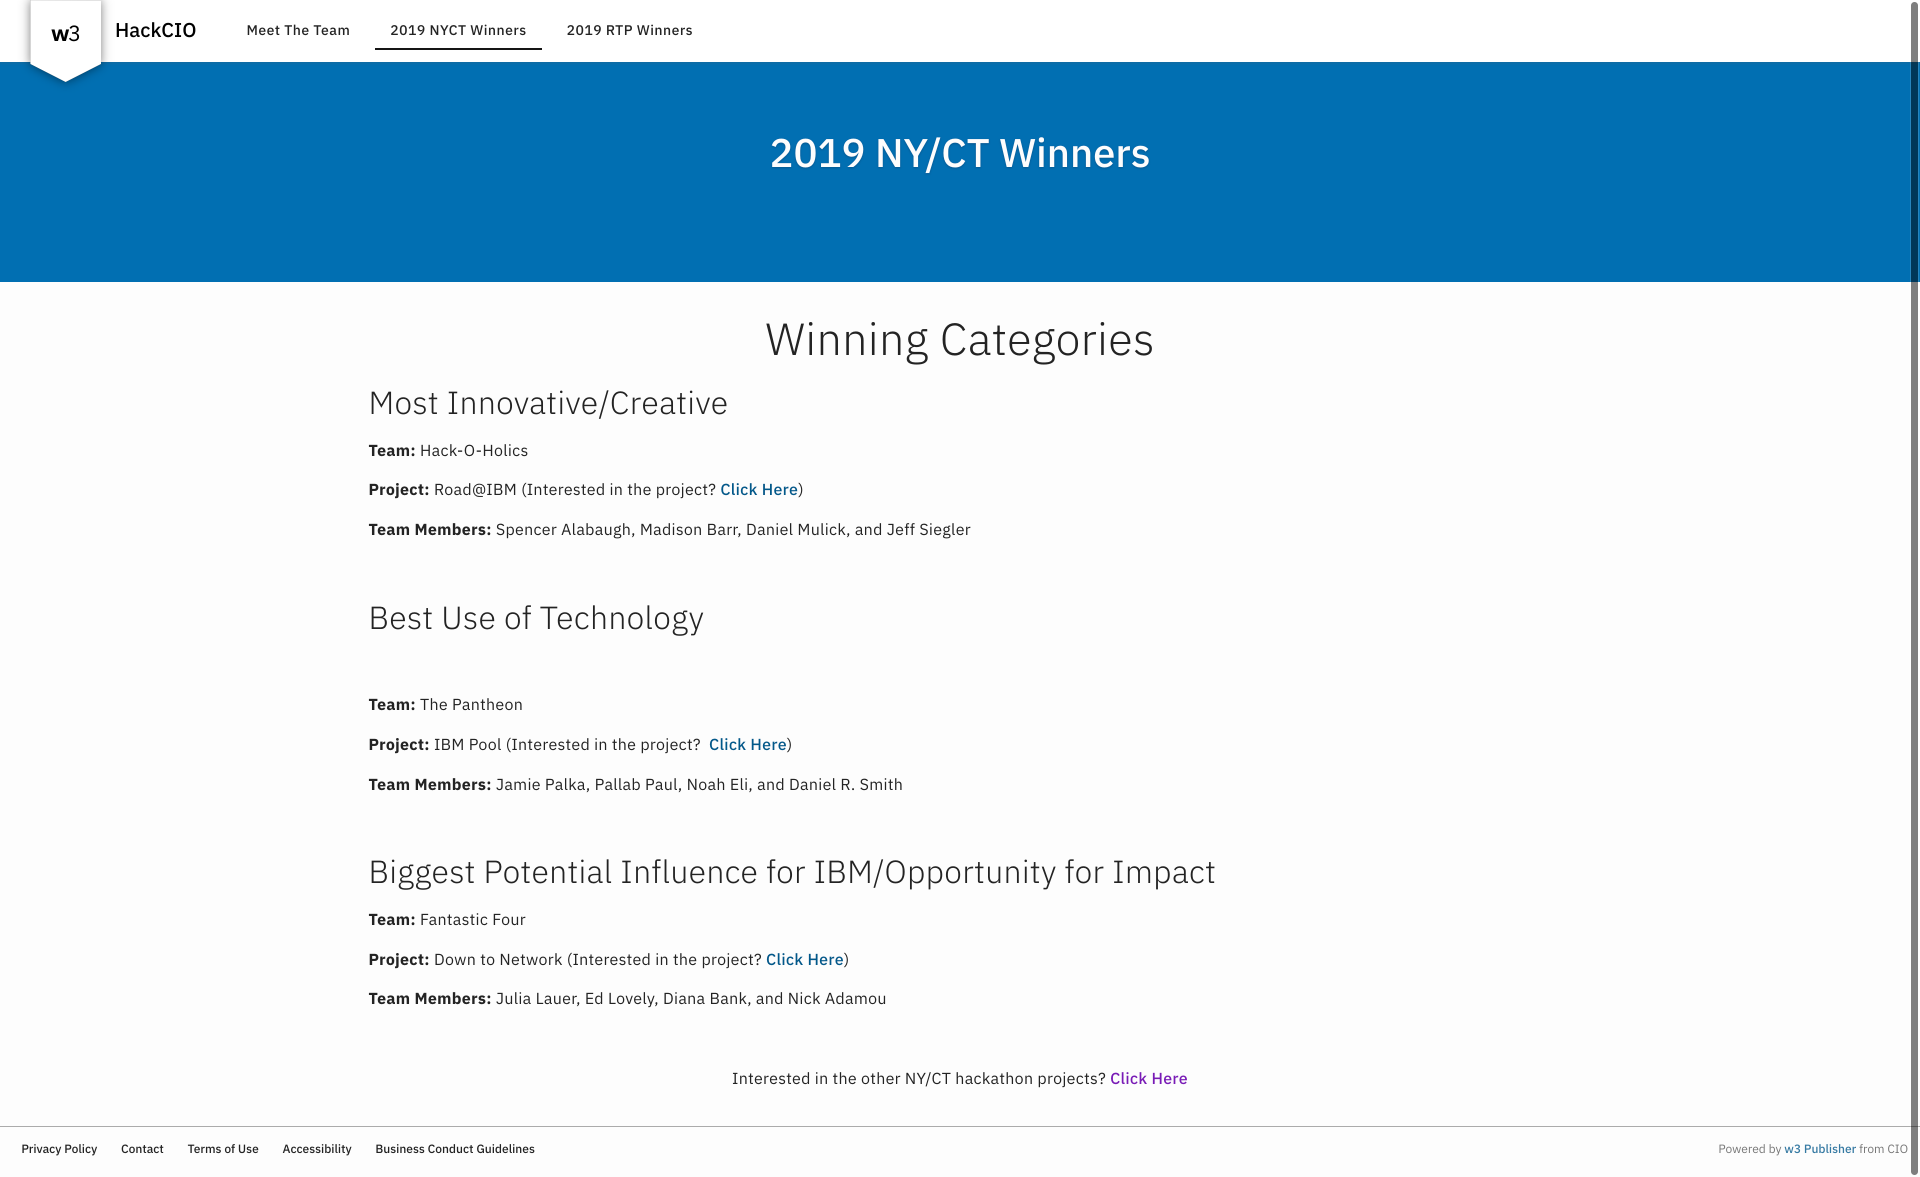 w3
HackCIO
Meet The Team
2019 NYCT Winners
2019 RTP Winners
2019 NY/CT Winners
Winning Categories
Most Innovative/Creative
Team: Hack-O-Holics
Project: Road@IBM (Interested in the project? Click Here)
Team Members: Spencer Alabaugh, Madison Barr, Daniel Mulick, and Jeff Siegler
Best Use of Technology
Team: The Pantheon
Project: IBM Pool (Interested in the project?  Click Here)
Team Members: Jamie Palka, Pallab Paul, Noah Eli, and Daniel R. Smith
Biggest Potential Influence for IBM/Opportunity for Impact
Team: Fantastic Four
Project: Down to Network (Interested in the project? Click Here)
Team Members: Julia Lauer, Ed Lovely, Diana Bank, and Nick Adamou
Interested in the other NY/CT hackathon projects? Click Here
Privacy Policy
Contact
Terms of Use
Accessibility
Business Conduct Guidelines
Powered by w3 Publisher from CIO